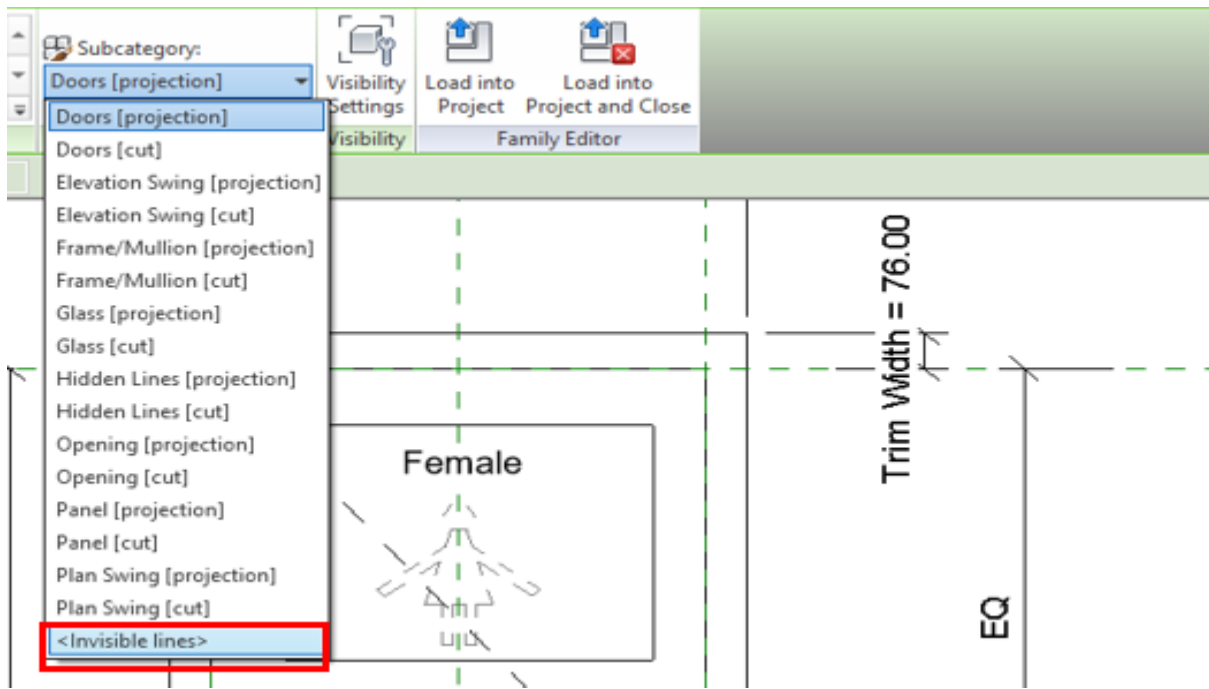 Subcategory:
Doors [projection]
Visibility
Settings
Load into
Project
Load into
Project and Close
Visibility
Family Editor
Doors [projection]
Doors [cut]
Elevation Swing [projection]
Elevation Swing [cut]
Frame/Mullion [projection]
Frame/Mullion [cut]
Glass [projection]
Glass [cut]
Hidden Lines [projection]
Hidden Lines [cut]
Opening [projection]
Opening [cut]
Panel [projection]
Panel [cut]
Plan Swing [projection]
Plan Swing [cut]
<Invisible lines>
Female
Trim Width = 76.00
EQ